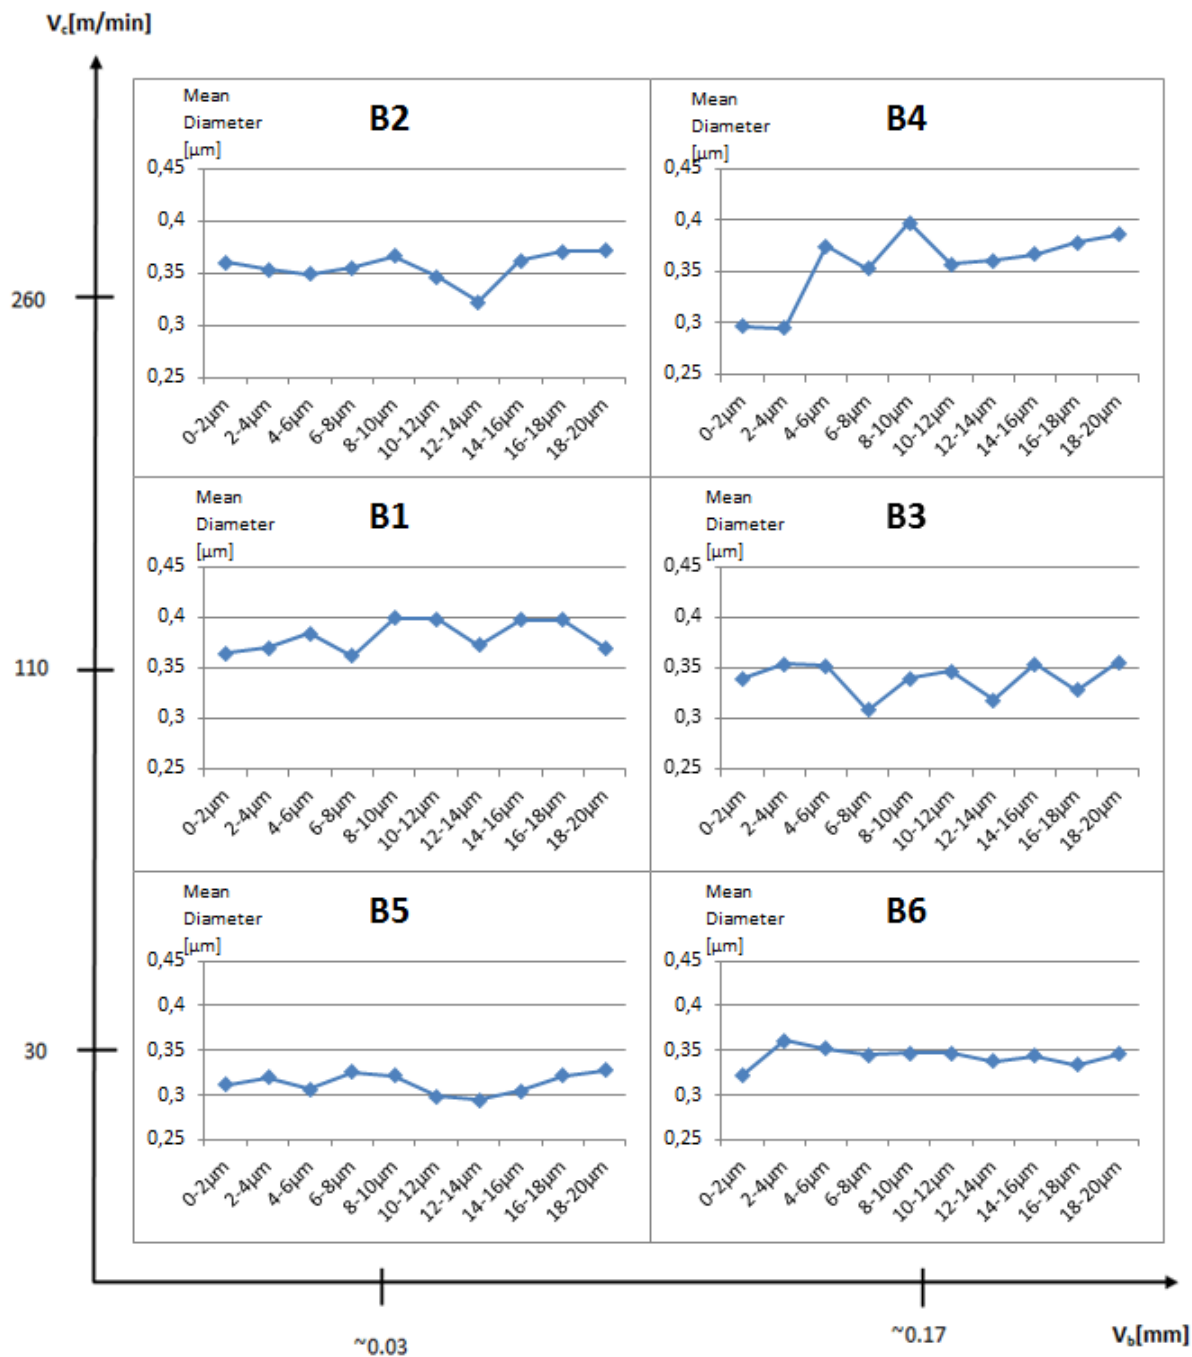 Vc[m/min]
Mean
Diameter
[µm]
B2
0,45
0,4
0,35
0,3
0,25
0-2µm
2-4µm
4-6µm
6-8µm
8-10µm
10-12µm
12-14µm
14-16µm
16-18µm
18-20µm
Mean
Diameter
[µm]
B4
0,45
0,4
0,35
0,3
0,25
0-2µm
2-4µm
4-6µm
6-8µm
8-10µm
10-12µm
12-14µm
14-16µm
16-18µm
18-20µm
260
Mean
Diameter
[µm]
B1
0,45
0,4
0,35
0,3
0,25
0-2µm
2-4µm
4-6µm
6-8µm
8-10µm
10-12µm
12-14µm
14-16µm
16-18µm
18-20µm
Mean
Diameter
[µm]
B3
0,45
0,4
0,35
0,3
0,25
0-2µm
2-4µm
4-6µm
6-8µm
8-10µm
10-12µm
12-14µm
14-16µm
16-18µm
18-20µm
110
Mean
Diameter
[µm]
B5
0,45
0,4
0,35
0,3
0,25
0-2µm
2-4µm
4-6µm
6-8µm
8-10µm
10-12µm
12-14µm
14-16µm
16-18µm
18-20µm
Mean
Diameter
[µm]
B6
0,45
0,4
0,35
0,3
0,25
0-2µm
2-4µm
4-6µm
6-8µm
8-10µm
10-12µm
12-14µm
14-16µm
16-18µm
18-20µm
30
~0.03
~0.17
Vb[mm]